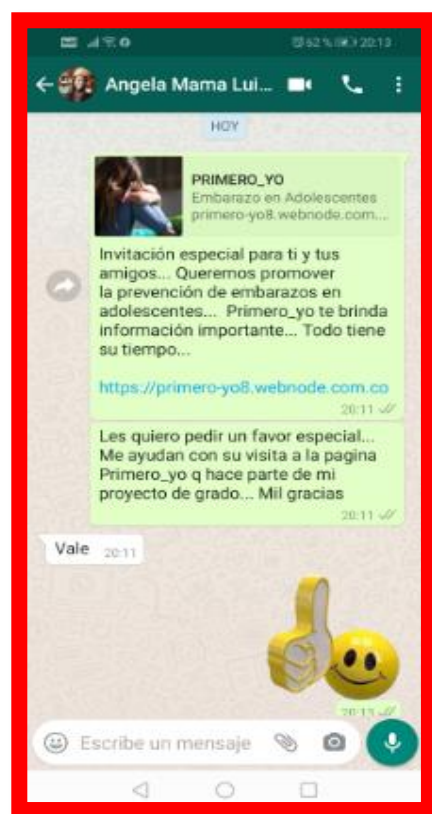 62 % 20:13
Angela Mama Lui...
HOY
PRIMERO_YO
Embarazo en Adolescentes
primero-yo8.webnode.com....
Invitación especial para ti y tus
amigos... Queremos promover
la prevención de embarazos en
adolescentes... Primero_yo te brinda
información importante... Todo tiene
su tiempo...
https://primero-yo8.webnode.com.co
20:11
Les quiero pedir un favor especial...
Me ayudan con su visita a la pagina
Primero_yo q hace parte de mi
proyecto de grado... Mil gracias
20:11
Vale 20:11
20:13
Escribe un mensaje